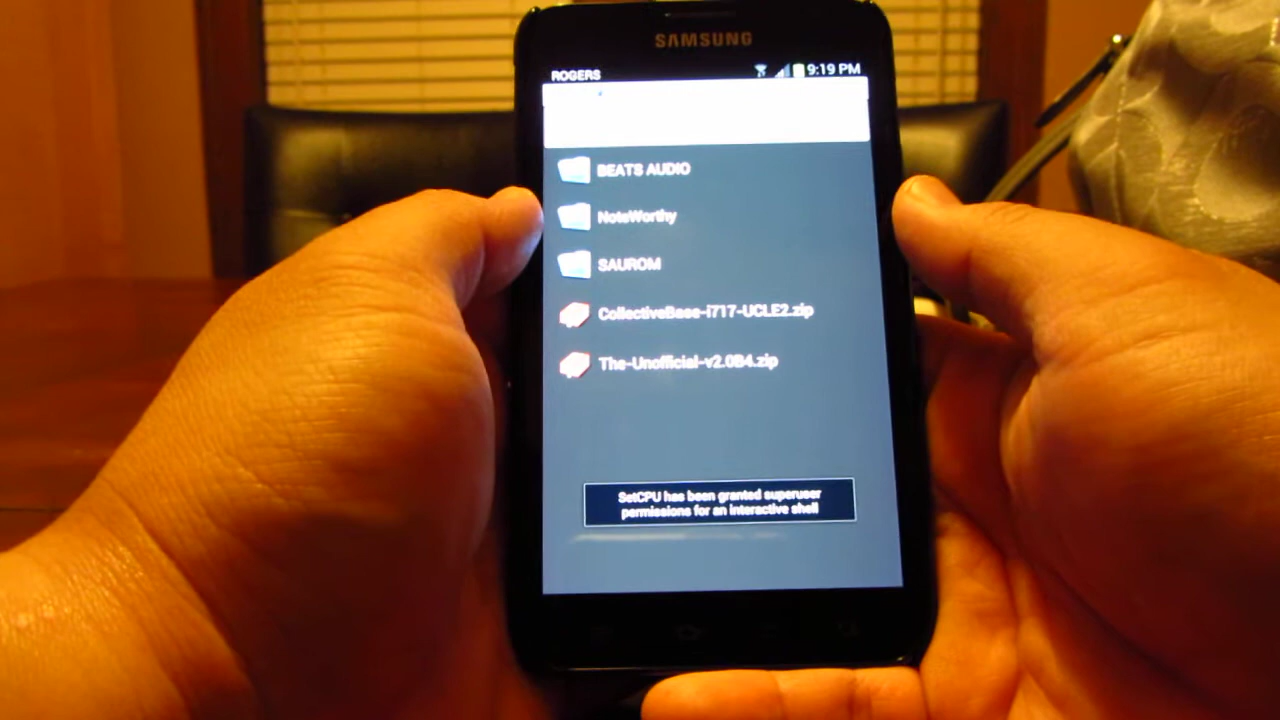 SAMSUNG
ROGERS 9:19 PM
BEATS AUDIO
NoteWorthy
SAUROM
CollectiveBase-i717-UCLE2.zip
The-Unofficial-v2.0B4.zip
SetCPU has been granted superuser
permissions for an interactive shell